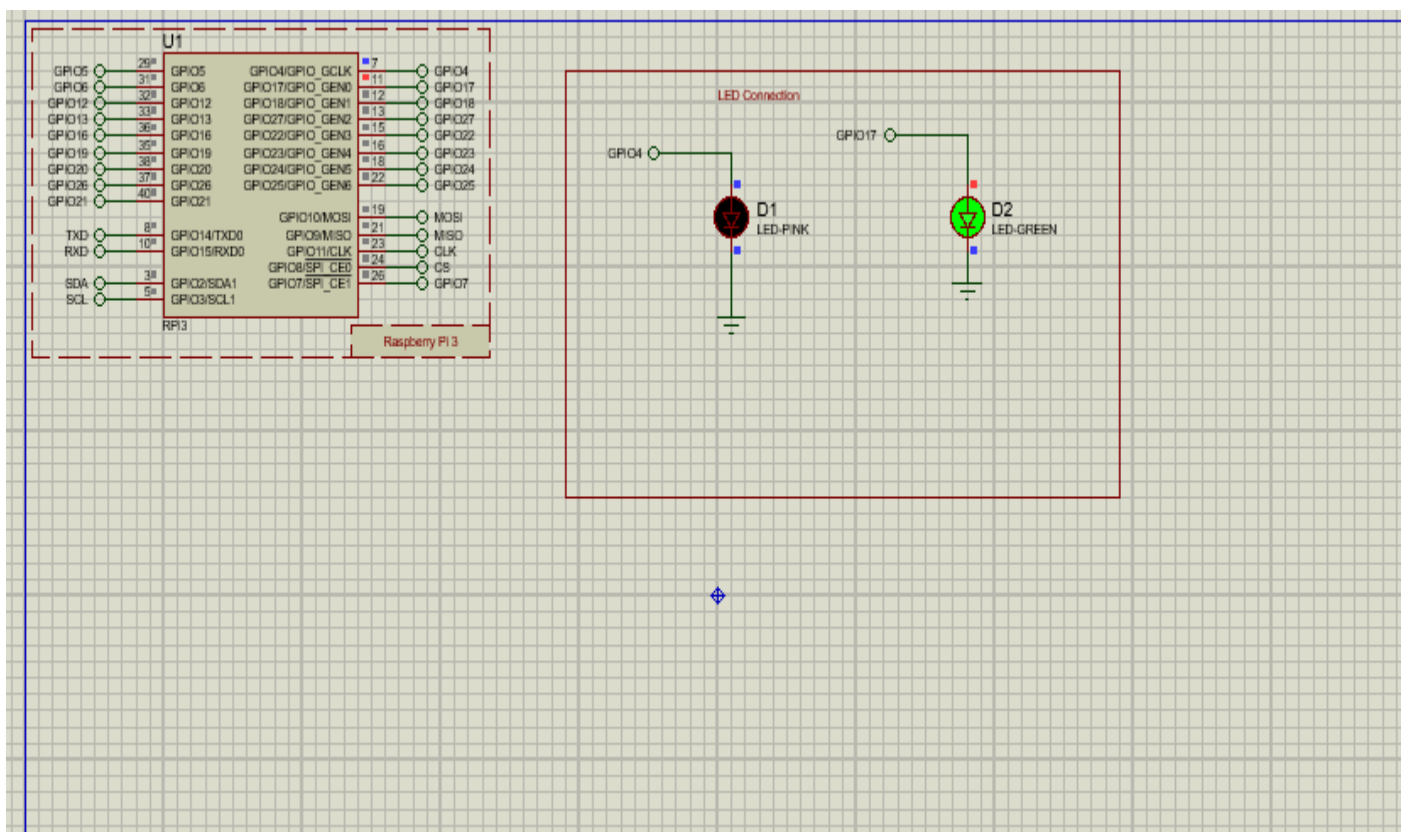 U1
GPIO5 29 GPIO5 GPIO4/GPIO_GCLK 7 GPIO4
GPIO6 31 GPIO6 GPIO17/GPIO_GEN0 11 GPIO17
GPIO12 32 GPIO12 GPIO18/GPIO_GEN1 12 GPIO18
GPIO13 33 GPIO13 GPIO27/GPIO_GEN2 13 GPIO27
GPIO16 36 GPIO16 GPIO22/GPIO_GEN3 15 GPIO22
GPIO19 35 GPIO19 GPIO23/GPIO_GEN4 16 GPIO23
GPIO20 38 GPIO20 GPIO24/GPIO_GEN5 18 GPIO24
GPIO26 37 GPIO26 GPIO25/GPIO_GEN6 22 GPIO25
GPIO21 40 GPIO21
GPIO10/MOSI 19 MOSI
TXD 8 GPIO14/TXD0 GPIO9/MISO 21 MISO
RXD 10 GPIO15/RXD0 GPIO11/CLK 23 CLK
GPIO8/SPI_CE0 24 CS
SDA 3 GPIO2/SDA1 GPIO7/SPI_CE1 26 GPIO7
SCL 5 GPIO3/SCL1
RPI3
Raspberry PI 3
LED Connection
GPIO17
GPIO4
D1
LED-PINK
D2
LED-GREEN